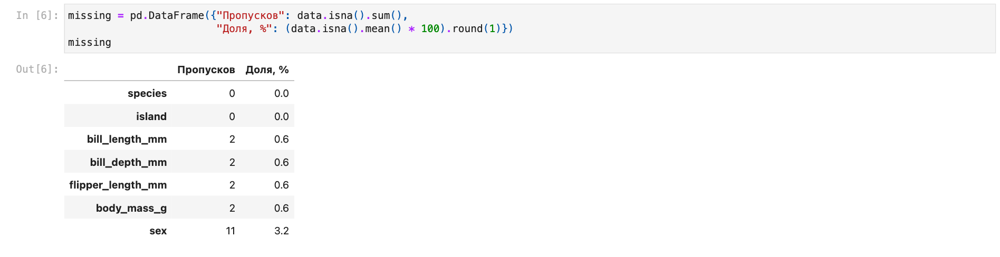 In [6]: missing = pd.DataFrame({"Пропусков": data.isna().sum(),
"Доля, %": (data.isna().mean() * 100).round(1)})
missing
Out[6]:
Пропусков Доля, %
species 0 0.0
island 0 0.0
bill_length_mm 2 0.6
bill_depth_mm 2 0.6
flipper_length_mm 2 0.6
body_mass_g 2 0.6
sex 11 3.2